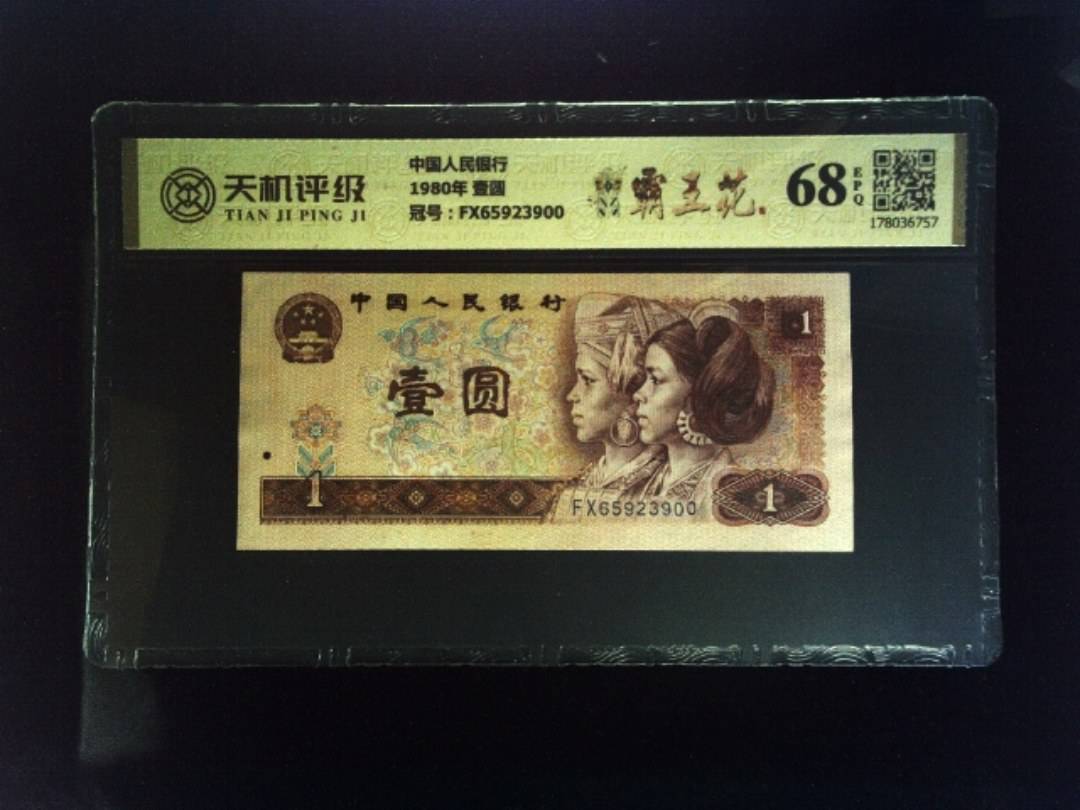 天机评级
TIAN JI PING JI
中国人民银行
1980年 壹圆
冠号：FX65923900
霸王花
68
EPQ
178036757
中国人民银行
壹圆
1
1
FX65923900
1